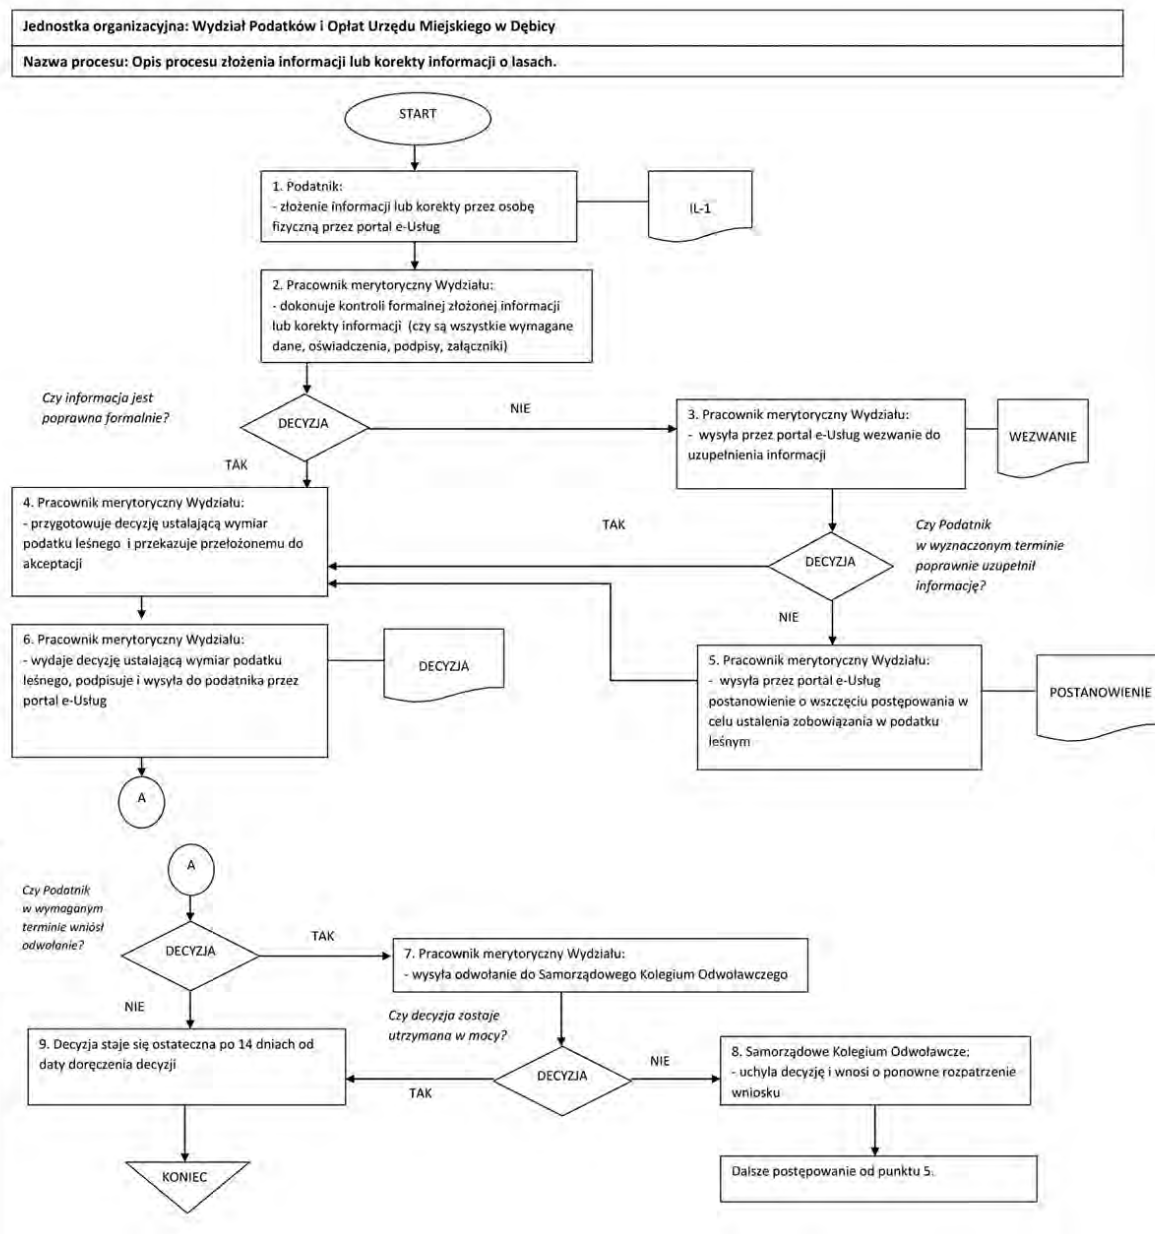 Jednostka organizacyjna: Wydział Podatków i Opłat Urzędu Miejskiego w Dębicy
Nazwa procesu: Opis procesu złożenia informacji lub korekty informacji o lasach.
START
1. Podatnik:
- złożenie informacji lub korekty przez osobę
fizyczną przez portal e-Usług
IL-1
2. Pracownik merytoryczny Wydziału:
- dokonuje kontroli formalnej złożonej informacji
lub korekty informacji (czy są wszystkie wymagane
dane, oświadczenia, podpisy, załączniki)
Czy informacja jest
poprawna formalnie?
DECYZJA
NIE
TAK
3. Pracownik merytoryczny Wydziału:
- wysyła przez portal e-Usług wezwanie do
uzupełnienia informacji
WEZWANIE
4. Pracownik merytoryczny Wydziału:
- przygotowuje decyzję ustalającą wymiar
podatku leśnego i przekazuje przełożonemu do
akceptacji
TAK
DECYZJA
Czy Podatnik
w wyznaczonym terminie
poprawnie uzupełnił
informację?
NIE
6. Pracownik merytoryczny Wydziału:
- wydaje decyzję ustalającą wymiar podatku
leśnego, podpisuje i wysyła do podatnika przez
portal e-Usług
DECYZJA
5. Pracownik merytoryczny Wydziału:
- wysyła przez portal e-Usług
postanowienie o wszczęciu postępowania w
celu ustalenia zobowiązania w podatku
leśnym
POSTANOWIENIE
A
A
Czy Podatnik
w wymaganym
terminie wniósł
odwołanie?
DECYZJA
TAK
NIE
7. Pracownik merytoryczny Wydziału:
- wysyła odwołanie do Samorządowego Kolegium Odwoławczego
Czy decyzja zostaje
utrzymana w mocy?
DECYZJA
NIE
TAK
8. Samorządowe Kolegium Odwoławcze;
- uchyla decyzję i wnosi o ponowne rozpatrzenie
wniosku
9. Decyzja staje się ostateczna po 14 dniach od
daty doręczenia decyzji
KONIEC
Dalsze postępowanie od punktu 5.